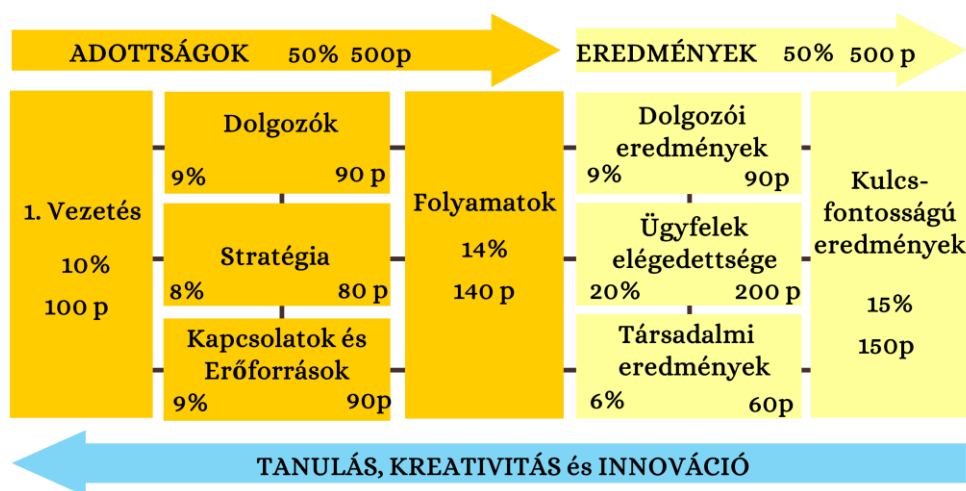 ADOTTSÁGOK 50% 500p
EREDMÉNYEK 50% 500 p
1. Vezetés
10%
100 p
Dolgozók
9% 90 p
Stratégia
8% 80 p
Kapcsolatok és
Erőforrások
9% 90p
Folyamatok
14%
140 p
Dolgozói
eredmények
9% 90p
Ügyfelek
elégedettsége
20% 200 p
Társadalmi
eredmények
6% 60p
Kulcs-
fontosságú
eredmények
15%
150p
TANULÁS, KREATIVITÁS és INNOVÁCIÓ